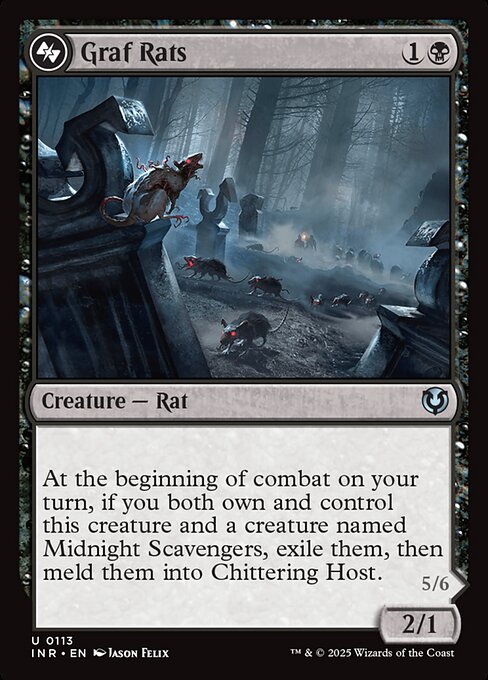 Graf Rats 1
Creature — Rat
At the beginning of combat on your
turn, if you both own and control
this creature and a creature named
Midnight Scavengers, exile them, then
meld them into Chittering Host.
5/6
2/1
U 0113
INR • EN Jason Felix
™ & © 2025 Wizards of the Coast